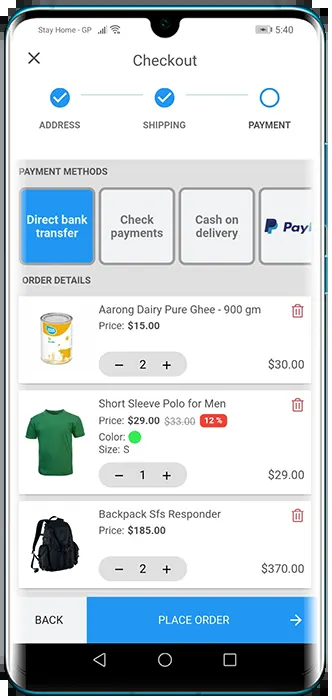 Stay Home - GP 5:40
Checkout
ADDRESS SHIPPING PAYMENT
PAYMENT METHODS
Direct bank transfer
Check payments
Cash on delivery
Pay
ORDER DETAILS
Aarong Dairy Pure Ghee - 900 gm
Price: $15.00
− 2 + $30.00
Short Sleeve Polo for Men
Price: $29.00 $33.00 12 %
Color:
Size: S
− 1 + $29.00
Backpack Sfs Responder
Price: $185.00
− 2 + $370.00
BACK PLACE ORDER